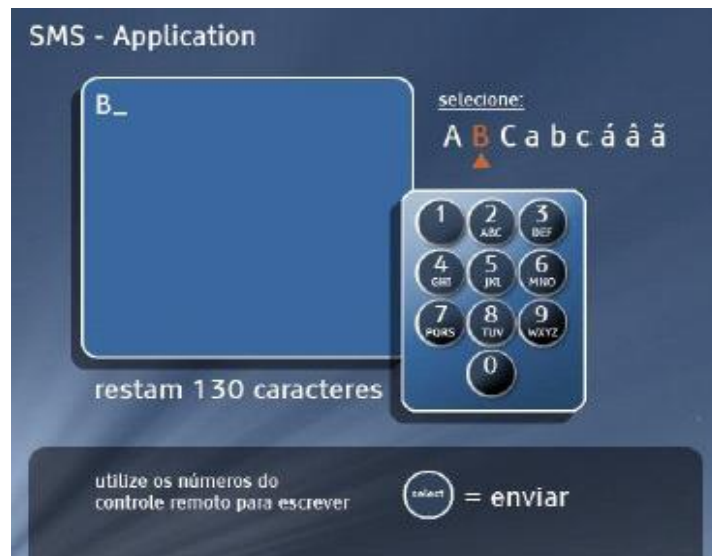 SMS - Application
B_
selecione:
A B C a b c á â ã
1 2 ABC 3 DEF
4 GHI 5 JKL 6 MNO
7 PQRS 8 TUV 9 WXYZ
0
restam 130 caracteres
utilize os números do
controle remoto para escrever
select = enviar